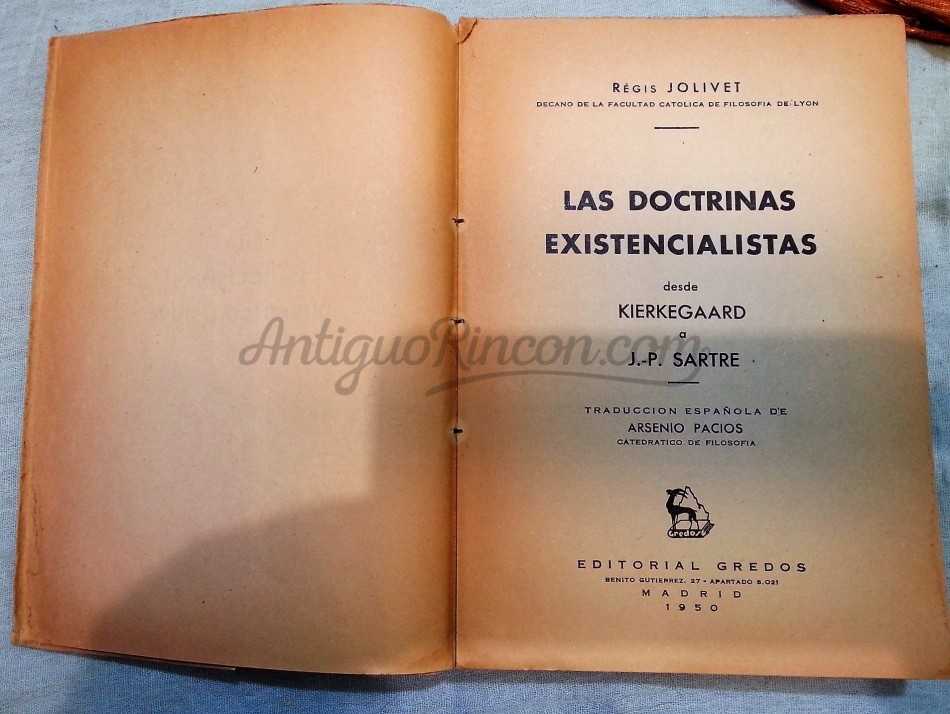 RÉGIS JOLIVET
DECANO DE LA FACULTAD CATOLICA DE FILOSOFIA DE LYON
LAS DOCTRINAS
EXISTENCIALISTAS
desde
KIERKEGAARD
a
J.-P. SARTRE
AntiguoRincon.com
TRADUCCION ESPAÑOLA DE
ARSENIO PACIOS
CATEDRATICO DE FILOSOFIA
Gredos
EDITORIAL GREDOS
BENITO GUTIERREZ, 27 - APARTADO 5.021
MADRID
1950